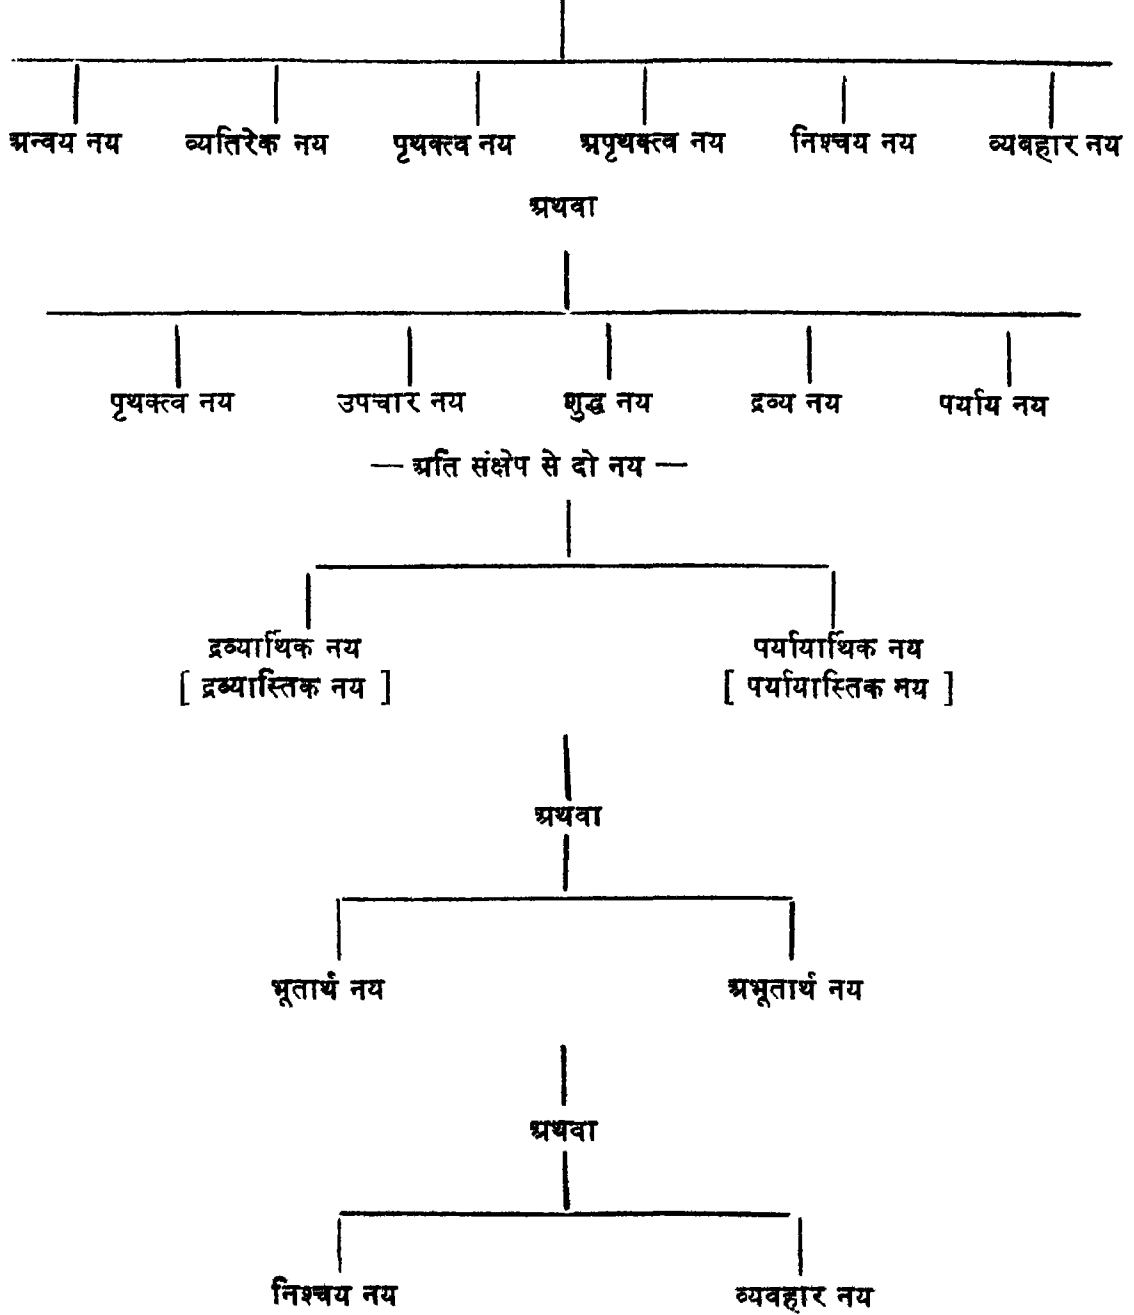 अन्वय नय व्यतिरेक नय पृथक्त्व नय अपृथक्त्व नय निश्चय नय व्यबहार नय
अथवा
पृथक्त्व नय उपचार नय शुद्ध नय द्रव्य नय पर्याय नय
— अति संक्षेप से दो नय —
द्रव्यार्थिक नय पर्यायार्थिक नय
[ द्रव्यास्तिक नय ] [ पर्यायास्तिक नय ]
अथवा
भूतार्थ नय अभूतार्थ नय
अथवा
निश्चय नय व्यवहार नय